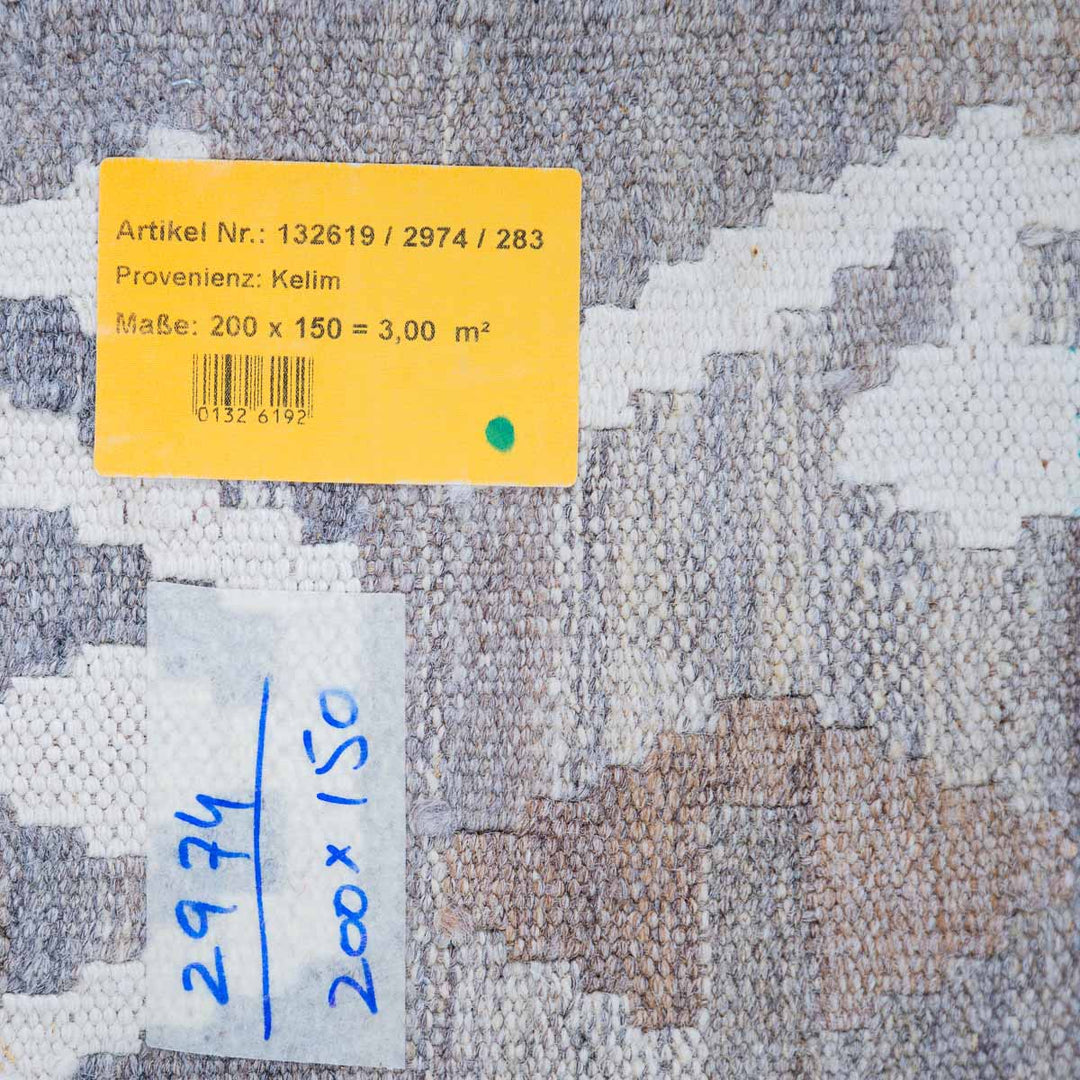 Artikel Nr.: 132619 / 2974 / 283
Provenienz: Kelim
Maße: 200 x 150 = 3,00 m²
0132 6192
2974
200 x 150